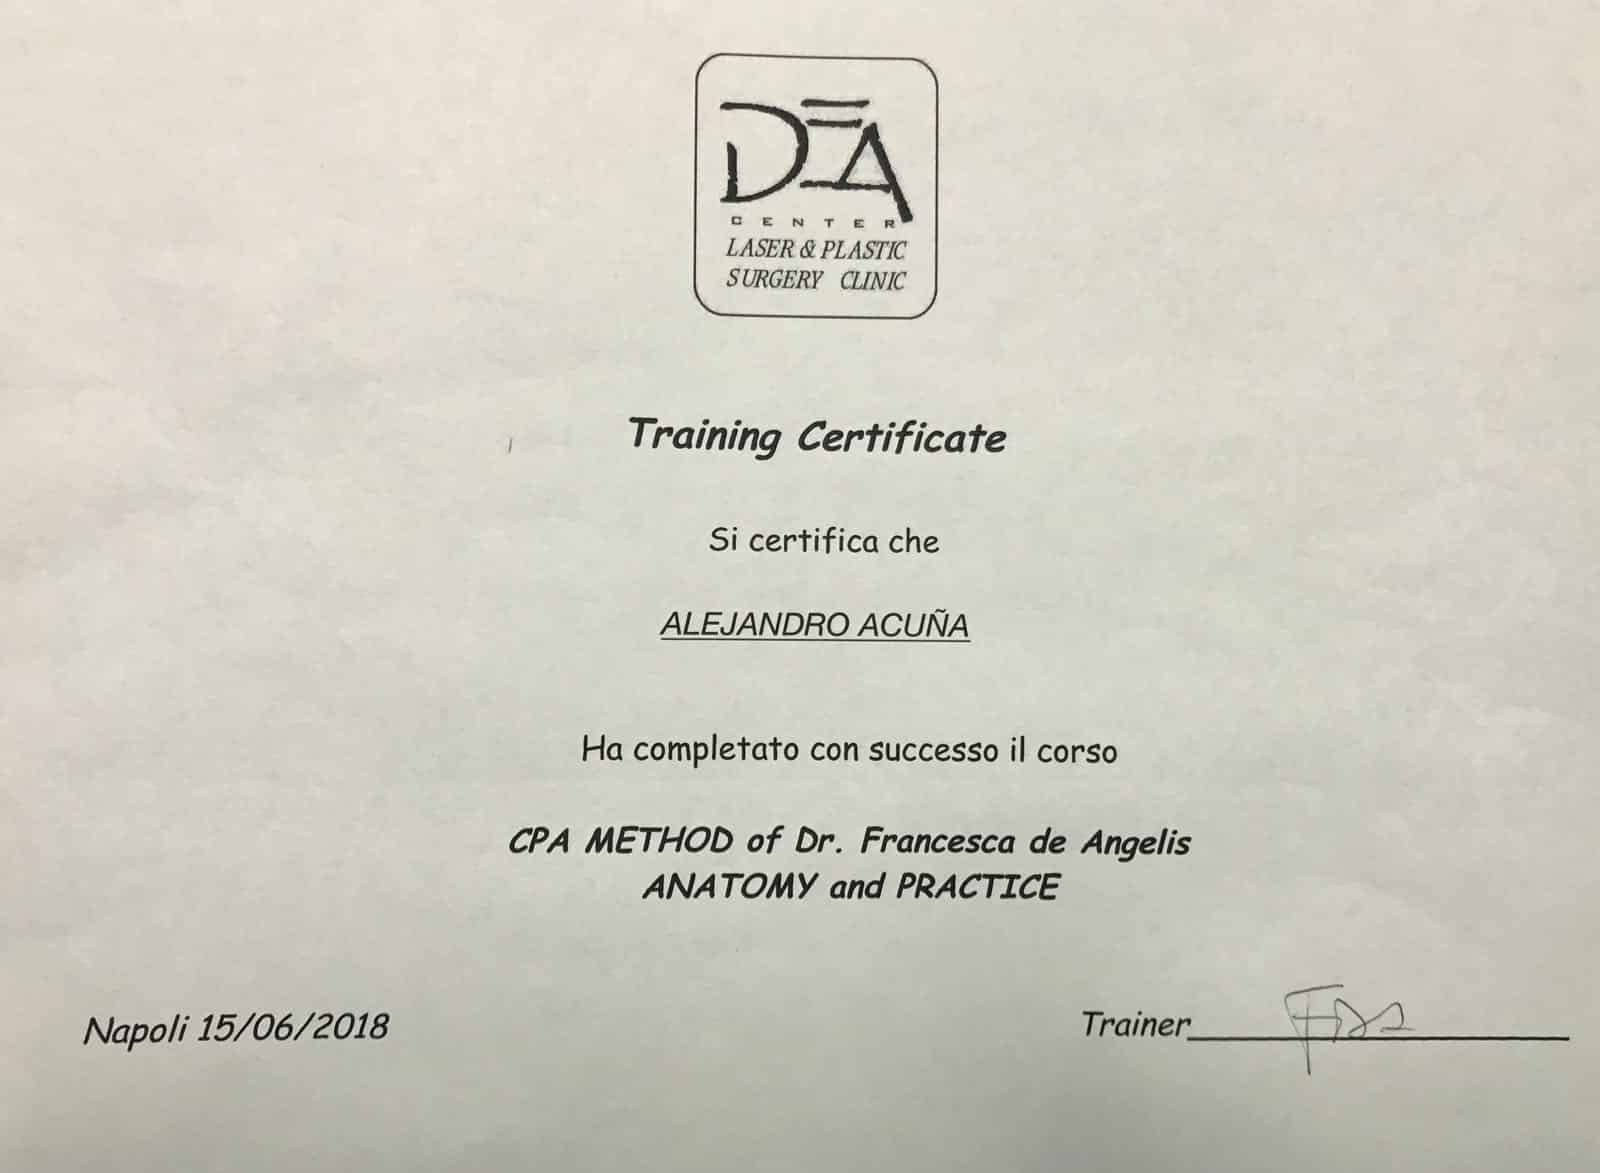 DEA
CENTER
LASER & PLASTIC
SURGERY CLINIC
Training Certificate
Si certifica che
ALEJANDRO ACUÑA
Ha completato con successo il corso
CPA METHOD of Dr. Francesca de Angelis
ANATOMY and PRACTICE
Napoli 15/06/2018
Trainer